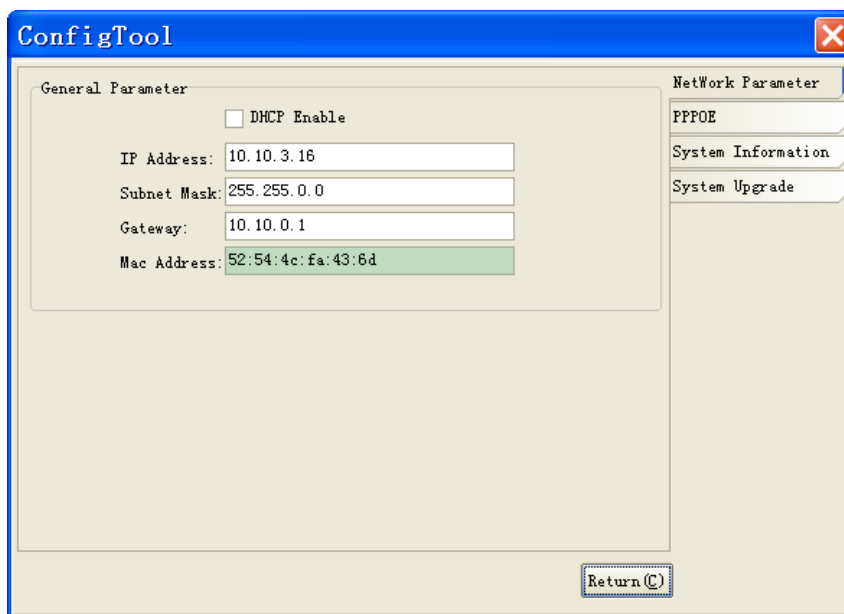 ConfigTool
General Parameter
DHCP Enable
IP Address: 10.10.3.16
Subnet Mask: 255.255.0.0
Gateway: 10.10.0.1
Mac Address: 52:54:4c:fa:43:6d
NetWork Parameter
PPPOE
System Information
System Upgrade
Return(C)